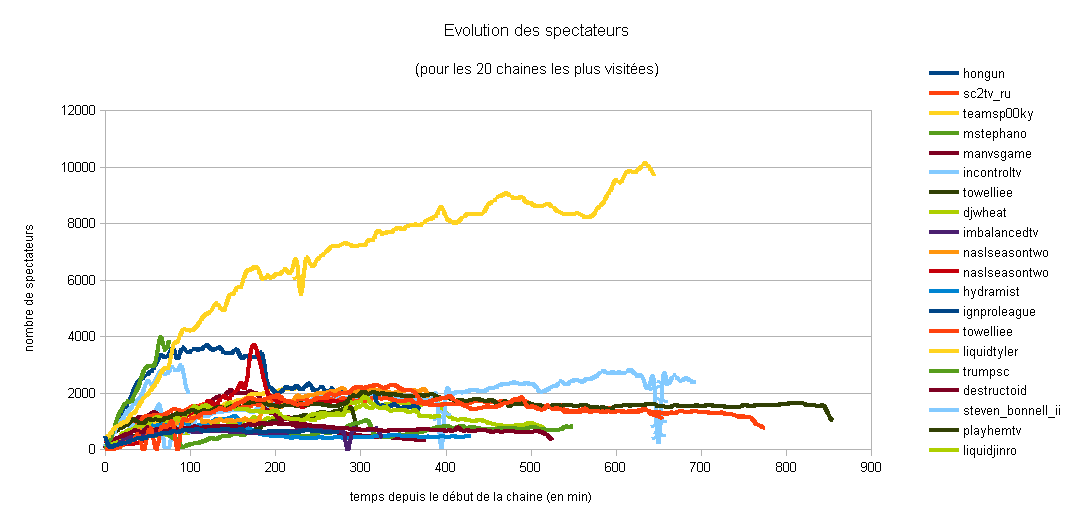 Evolution des spectateurs
(pour les 20 chaines les plus visitées)
hongun
sc2tv_ru
teamsp00ky
mstephano
manvsgame
incontroltv
towelliee
djwheat
imbalancedtv
naslseasontwo
naslseasontwo
hydramist
ignproleague
towelliee
liquidtyler
trumpsc
destructoid
steven_bonnell_ii
playhemtv
liquidjinro
nombre de spectateurs
12000
10000
8000
6000
4000
2000
0
0 100 200 300 400 500 600 700 800 900
temps depuis le début de la chaine (en min)